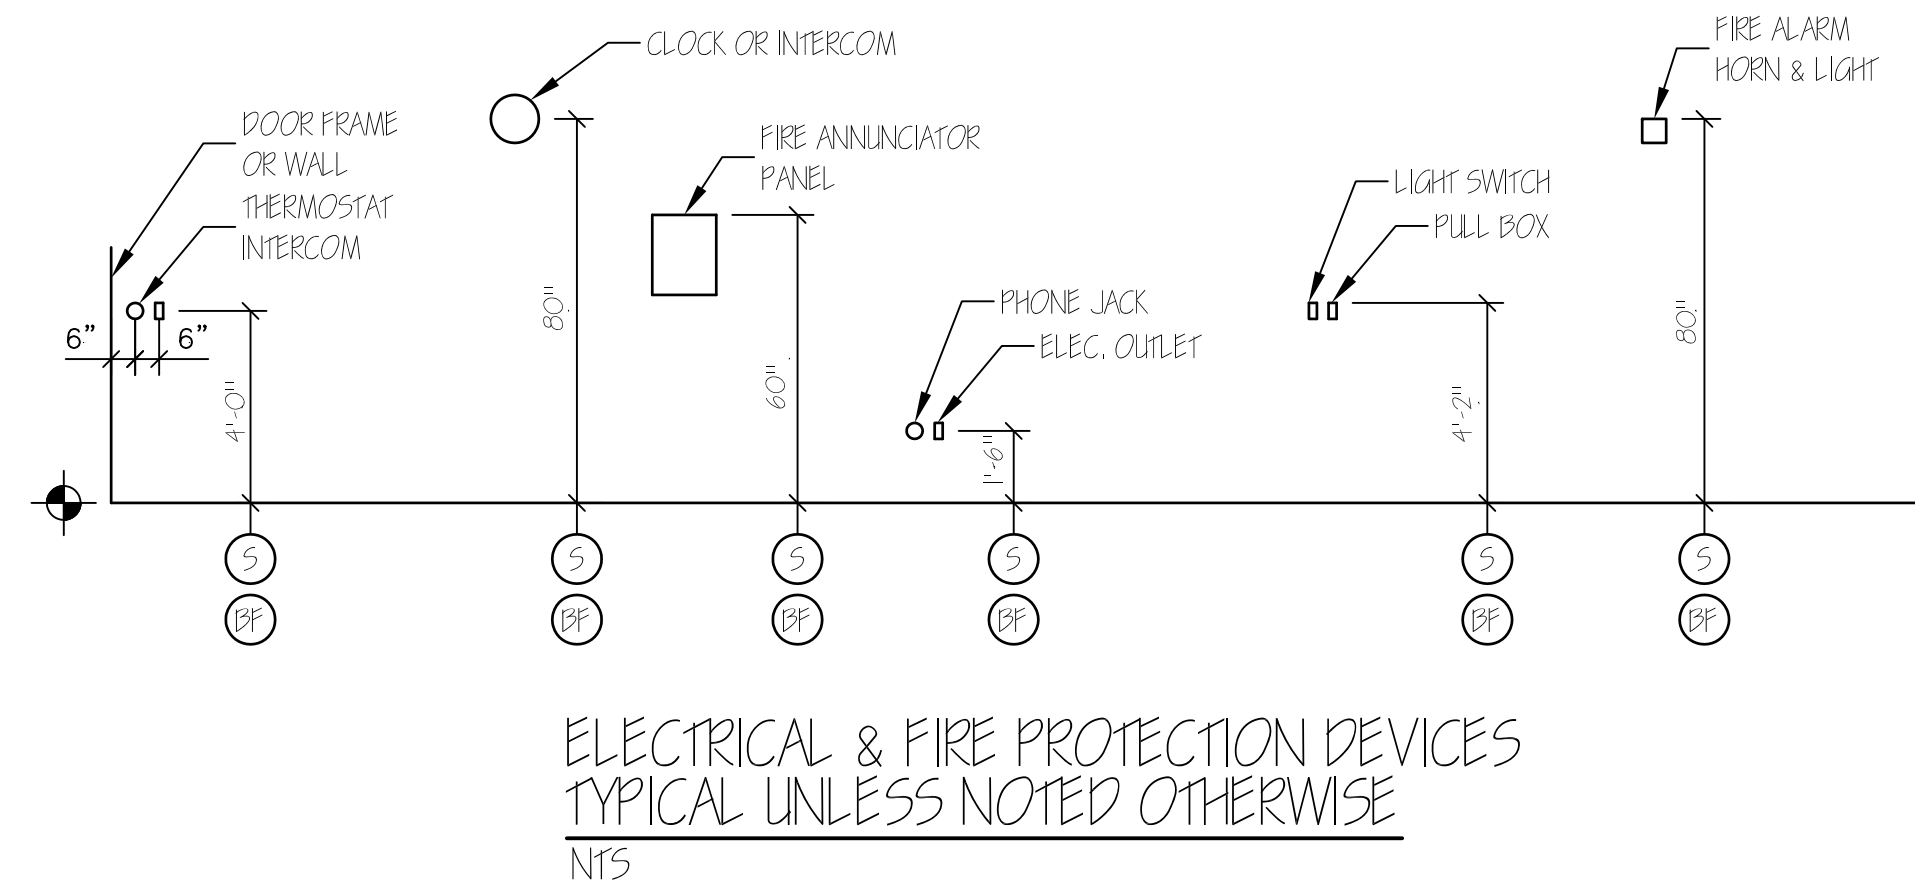 CLOCK OR INTERCOM
FIRE ALARM
HORN & LIGHT
DOOR FRAME
OR WALL
THERMOSTAT
INTERCOM
FIRE ANNUNCIATOR
PANEL
LIGHT SWITCH
PULL BOX
PHONE JACK
ELEC. OUTLET
6"
6"
4'-0"
80"
60"
1'-6"
4'-2"
80"
S
S
S
S
S
S
BF
BF
BF
BF
BF
BF
ELECTRICAL & FIRE PROTECTION DEVICES
TYPICAL UNLESS NOTED OTHERWISE
NTS